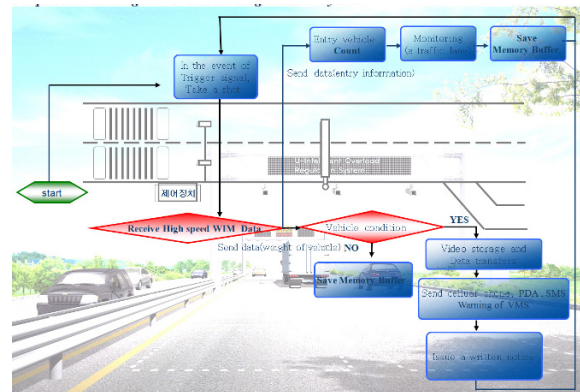 In the event of
Trigger signal,
Take a shot
Entry vehicle
Count
Monitoring
(a traffic lane)
Save
Memory Buffer
Send data(entry information)
start
제어장치
U-Intelligent Overload
Regulation System
Receive High speed WIM Data
Vehicle condition
YES
Send data(weight of vehicle)
NO
Save Memory Buffer
Video storage and
Data transfers
Send cellular phone, PDA, SMS
Warning of VMS
Issue a written notice